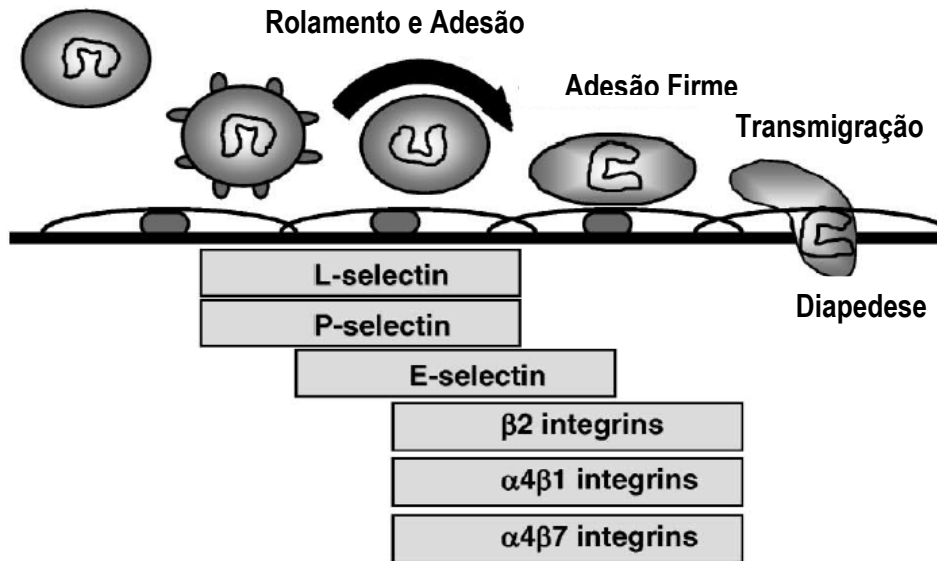 Rolamento e Adesão
Adesão Firme
Transmigração
Diapedese
L-selectin
P-selectin
E-selectin
β2 integrins
α4β1 integrins
α4β7 integrins